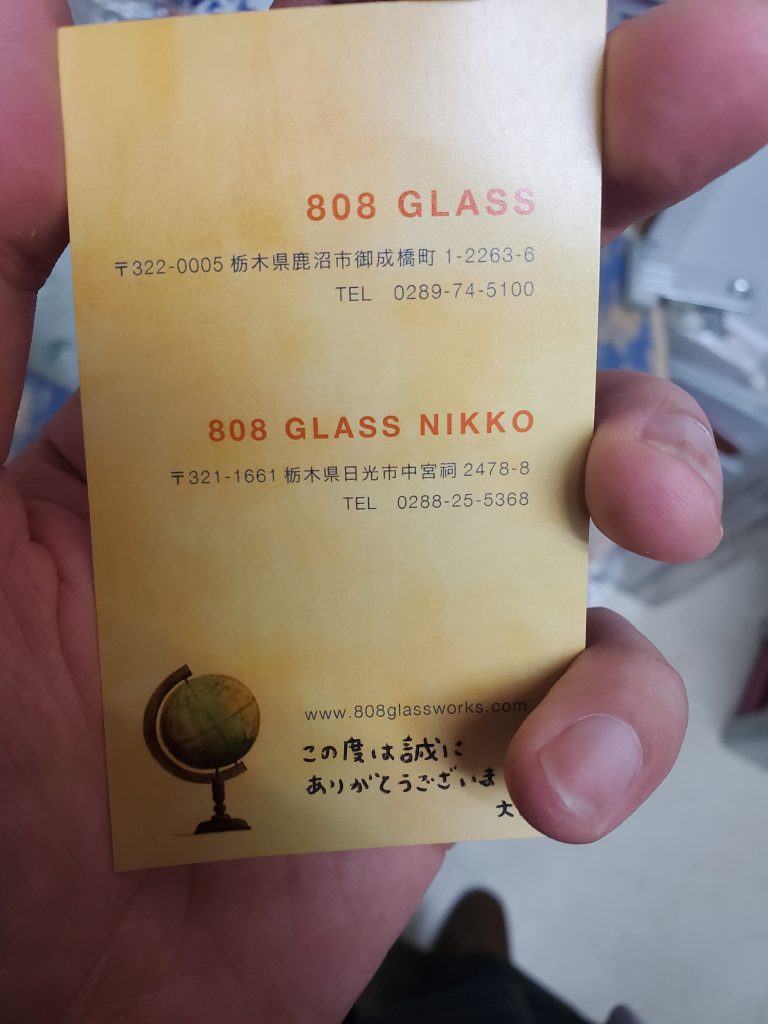 808 GLASS
〒322-0005 栃木県鹿沼市御成橋町 1-2263-6
TEL 0289-74-5100
808 GLASS NIKKO
〒321-1661 栃木県日光市中宮祠 2478-8
TEL 0288-25-5368
www.808glassworks.com
この度は誠に
ありがとうございま
大